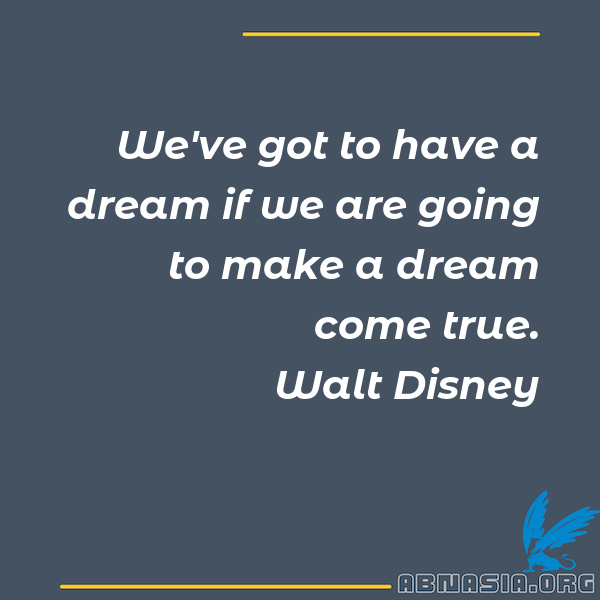 We've got to have a
dream if we are going
to make a dream
come true.
Walt Disney
ABNASIA.ORG